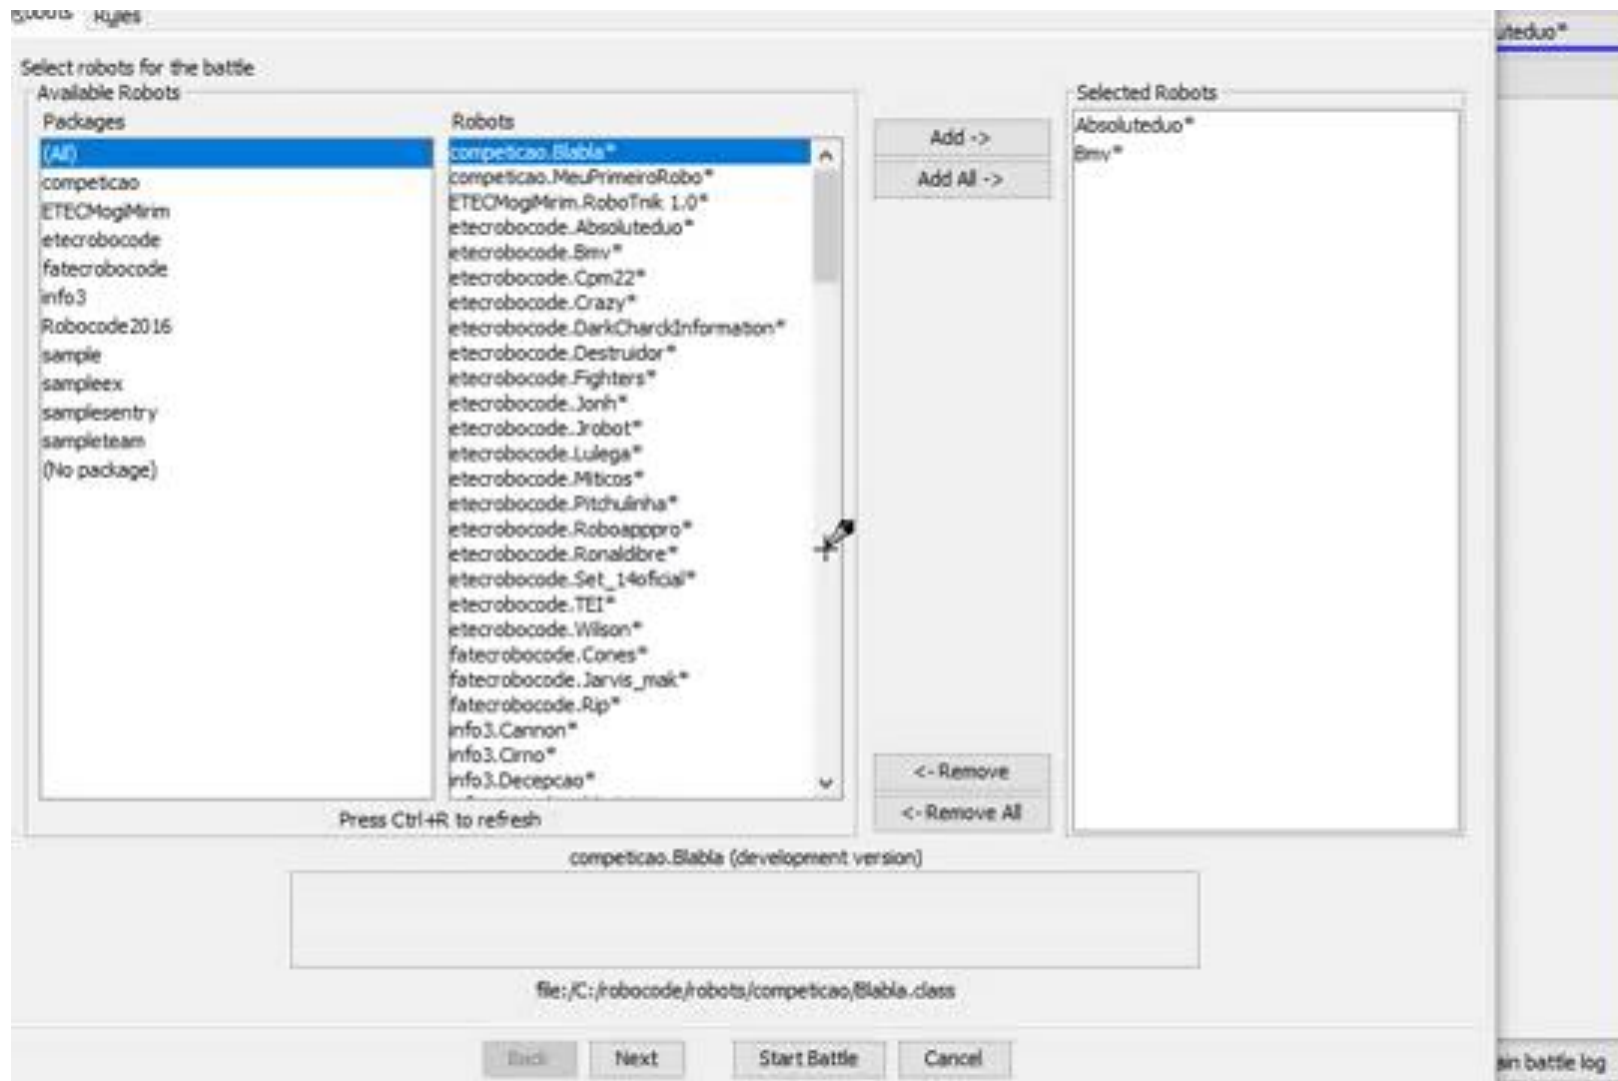 Robots Rules
uteduo*
Select robots for the battle
Available Robots
Packages
(All)
competicao
ETECMogiMirim
etecrobocode
fatecrobocode
info3
Robocode2016
sample
sampleex
samplesentry
sampleteam
(No package)
Robots
competicao.Blabla*
competicao.MeuPrimeiroRobo*
ETECMogiMirim.RoboTnik 1.0*
etecrobocode.Absoluteduo*
etecrobocode.Bmv*
etecrobocode.Cpm22*
etecrobocode.Crazy*
etecrobocode.DarkCharckInformation*
etecrobocode.Destruidor*
etecrobocode.Fighters*
etecrobocode.Jonh*
etecrobocode.Jrobot*
etecrobocode.Lulega*
etecrobocode.Miticos*
etecrobocode.Pitchulinha*
etecrobocode.Roboapppro*
etecrobocode.Ronaldibre*
etecrobocode.Set_14oficial*
etecrobocode.TEI*
etecrobocode.Wilson*
fatecrobocode.Cones*
fatecrobocode.Jarvis_mak*
fatecrobocode.Rip*
info3.Cannon*
info3.Cirno*
info3.Decepcao*
Press Ctrl+R to refresh
Add ->
Add All ->
<- Remove
<- Remove All
Selected Robots
Absoluteduo*
Bmv*
competicao.Blabla (development version)
file:/C:/robocode/robots/competicao/Blabla.class
Back
Next
Start Battle
Cancel
ain battle log